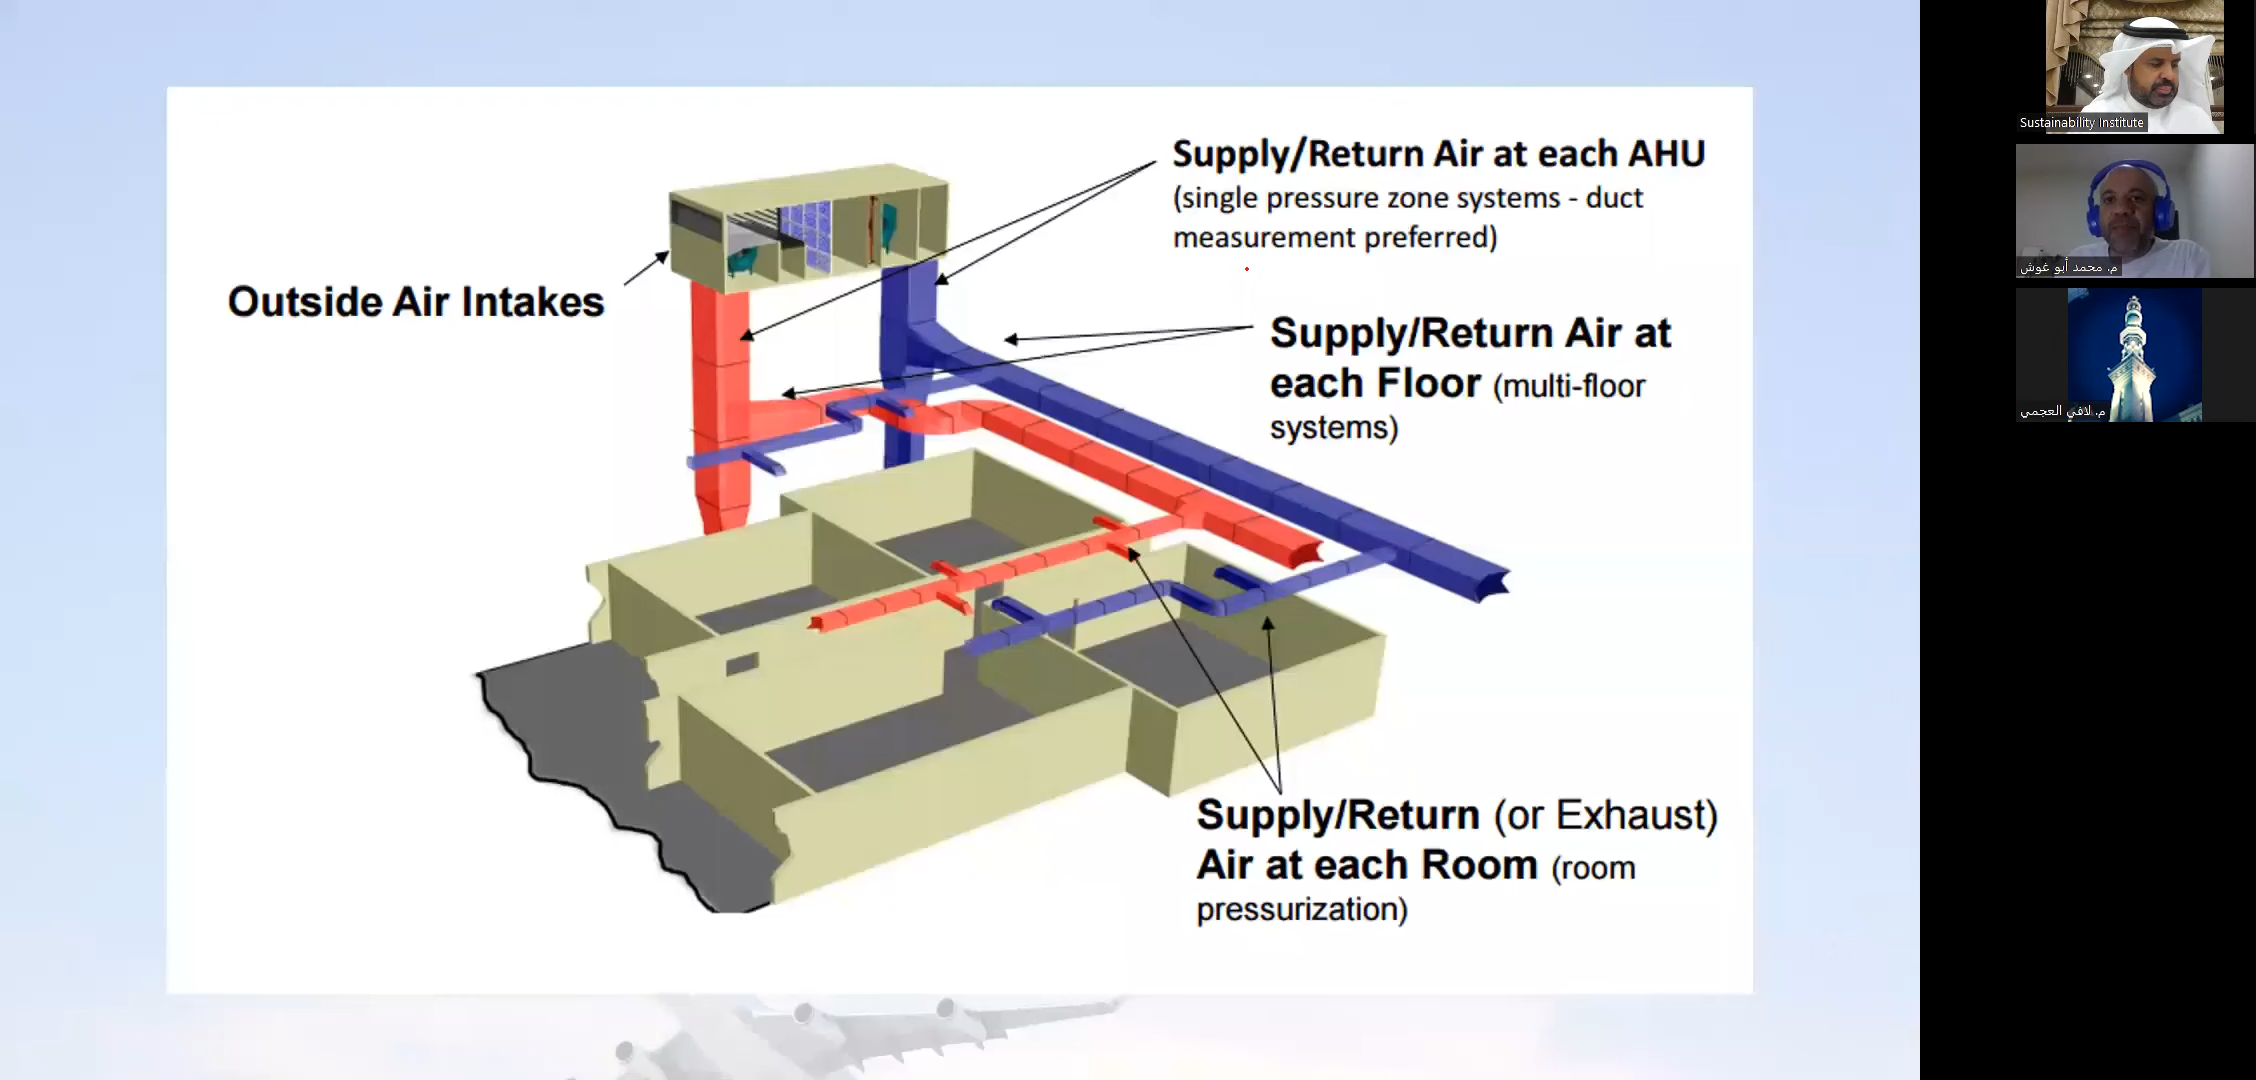 Supply/Return Air at each AHU
(single pressure zone systems - duct
measurement preferred)
Outside Air Intakes
Supply/Return Air at
each Floor (multi-floor
systems)
Supply/Return (or Exhaust)
Air at each Room (room
pressurization)
Sustainability Institute
م. محمد أبو غوش
م. لافي العجمي